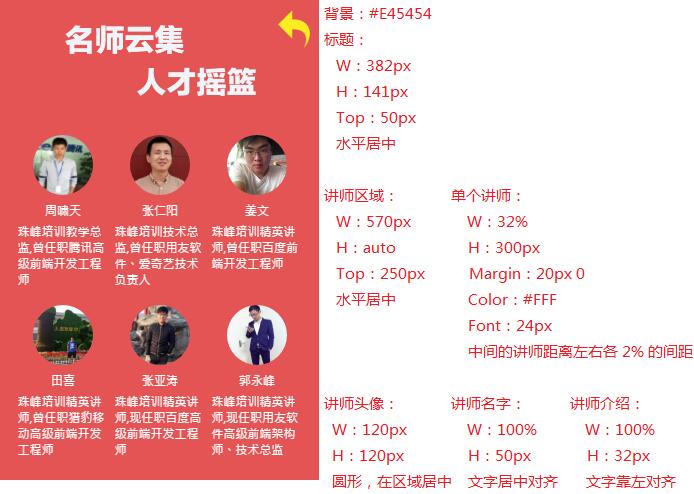 名师云集
人才摇篮
周啸天
张仁阳
姜文
珠峰培训教学总
监,曾任职腾讯高
级前端开发工程
师
珠峰培训技术总
监,曾任职用友软
件、爱奇艺技术
负责人
珠峰培训精英讲
师,曾任职百度前
端开发工程师
田喜
张亚涛
郭永峰
珠峰培训精英讲
师,曾任职猎豹移
动高级前端开发
工程师
珠峰培训精英讲
师,现任职百度高
级前端开发工程
师
珠峰培训精英讲
师,现任职用友软
件高级前端架构
师、技术总监
背景：#E45454
标题：
W：382px
H：141px
Top：50px
水平居中
讲师区域：
W：570px
H：auto
Top：250px
水平居中
单个讲师：
W：32%
H：300px
Margin：20px 0
Color：#FFF
Font：24px
中间的讲师距离左右各 2% 的间距
讲师头像：
W：120px
H：120px
圆形，在区域居中
讲师名字：
W：100%
H：50px
文字居中对齐
讲师介绍：
W：100%
H：32px
文字靠左对齐